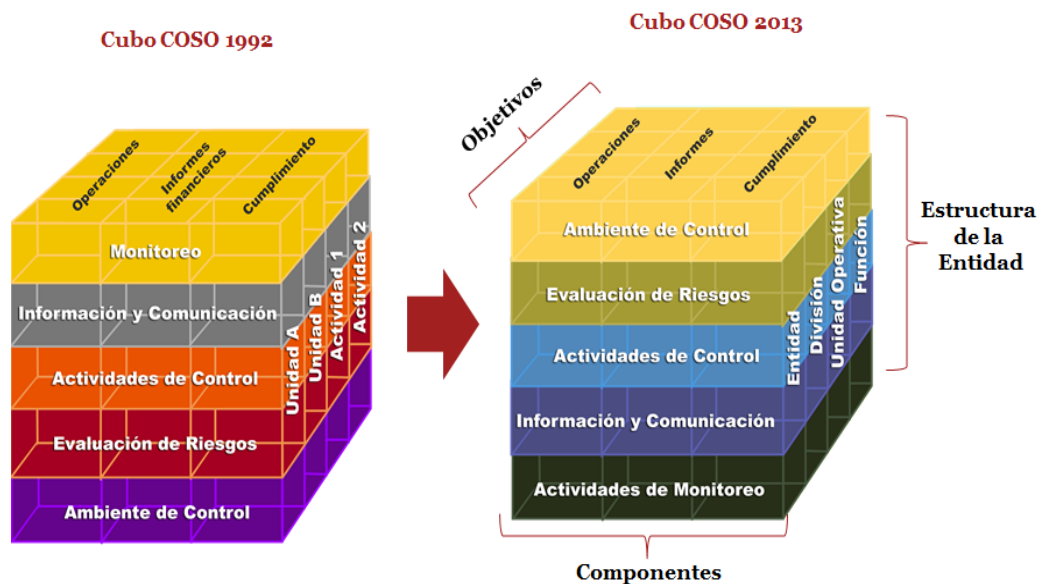 Cubo COSO 1992
Operaciones
Informes
financieros
Cumplimiento
Monitoreo
Información y Comunicación
Actividades de Control
Evaluación de Riesgos
Ambiente de Control
Unidad A
Unidad B
Actividad 1
Actividad 2
Cubo COSO 2013
Objetivos
Operaciones
Informes
Cumplimiento
Ambiente de Control
Evaluación de Riesgos
Actividades de Control
Información y Comunicación
Actividades de Monitoreo
Entidad
División
Unidad Operativa
Función
Estructura
de la
Entidad
Componentes